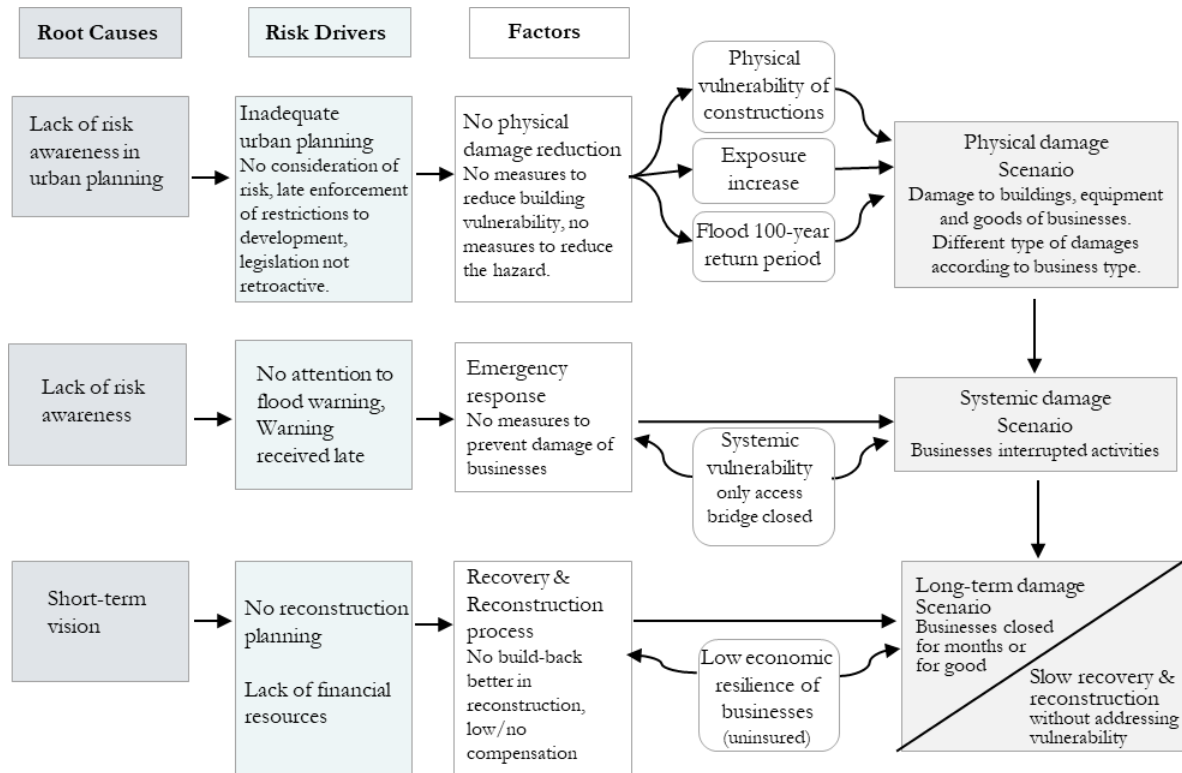 Root Causes
Risk Drivers
Factors
Lack of risk
awareness in
urban planning
Inadequate
urban planning
No consideration of
risk, late enforcement
of restrictions to
development,
legislation not
retroactive.
No physical
damage reduction
No measures to
reduce building
vulnerability, no
measures to reduce
the hazard.
Physical
vulnerability of
constructions
Exposure
increase
Flood 100-year
return period
Physical damage
Scenario
Damage to buildings, equipment
and goods of businesses.
Different type of damages
according to business type.
Lack of risk
awareness
No attention to
flood warning,
Warning
received late
Emergency
response
No measures to
prevent damage of
businesses
Systemic
vulnerability
only access
bridge closed
Systemic damage
Scenario
Businesses interrupted activities
Short-term
vision
No reconstruction
planning
Lack of financial
resources
Recovery &
Reconstruction
process
No build-back
better in
reconstruction,
low/no
compensation
Low economic
resilience of
businesses
(uninsured)
Long-term damage
Scenario
Businesses closed
for months or
for good
Slow recovery &
reconstruction
without addressing
vulnerability